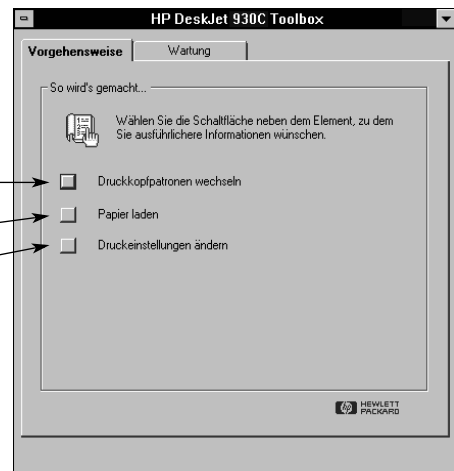 HP DeskJet 930C Toolbox
Vorgehensweise
Wartung
So wird's gemacht...
Wählen Sie die Schaltfläche neben dem Element, zu dem
Sie ausführlichere Informationen wünschen.
Druckkopfpatronen wechseln
Papier laden
Druckeinstellungen ändern
hp HEWLETT
PACKARD